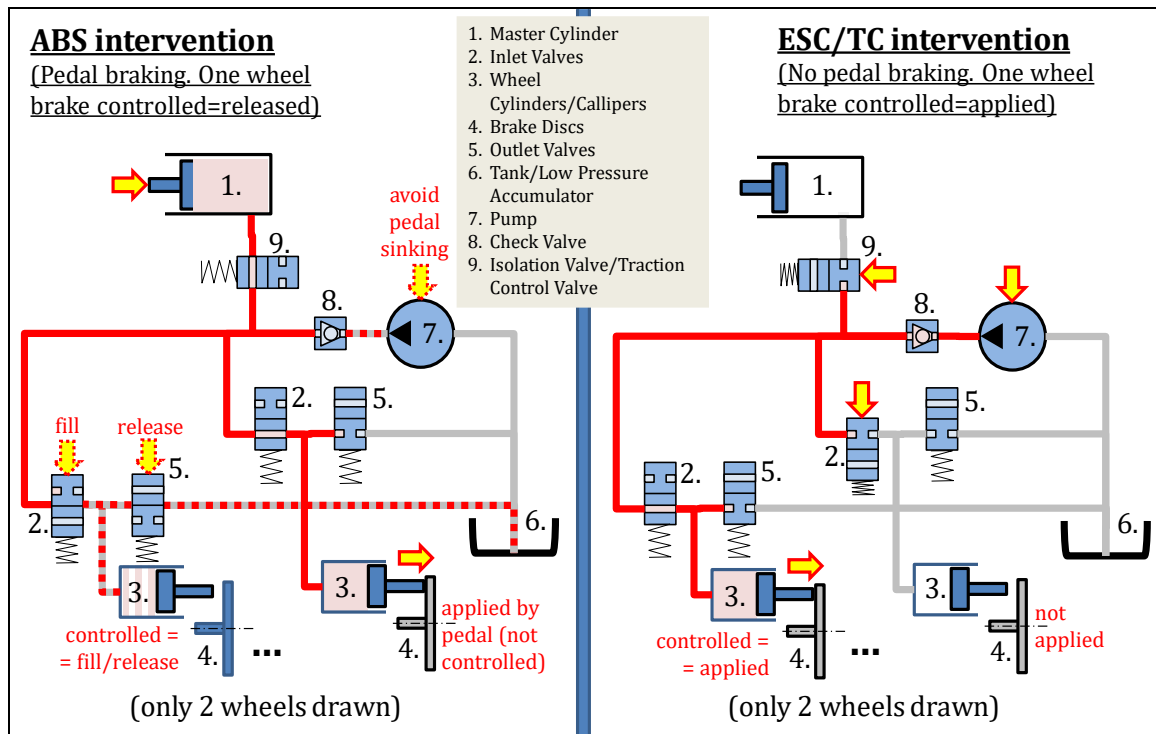 ABS intervention
(Pedal braking. One wheel
brake controlled=released)
1. Master Cylinder
2. Inlet Valves
3. Wheel
Cylinders/Callipers
4. Brake Discs
5. Outlet Valves
6. Tank/Low Pressure
Accumulator
7. Pump
8. Check Valve
9. Isolation Valve/Traction
Control Valve
ESC/TC intervention
(No pedal braking. One wheel
brake controlled=applied)
1.
avoid
pedal
sinking
9.
8.
7.
2.
5.
fill
release
5.
2.
6.
3.
3.
controlled =
= fill/release
4.
...
applied by
pedal (not
controlled)
4.
(only 2 wheels drawn)
1.
9.
8.
7.
5.
2.
2.
5.
6.
3.
3.
controlled =
= applied
4.
...
not
applied
4.
(only 2 wheels drawn)